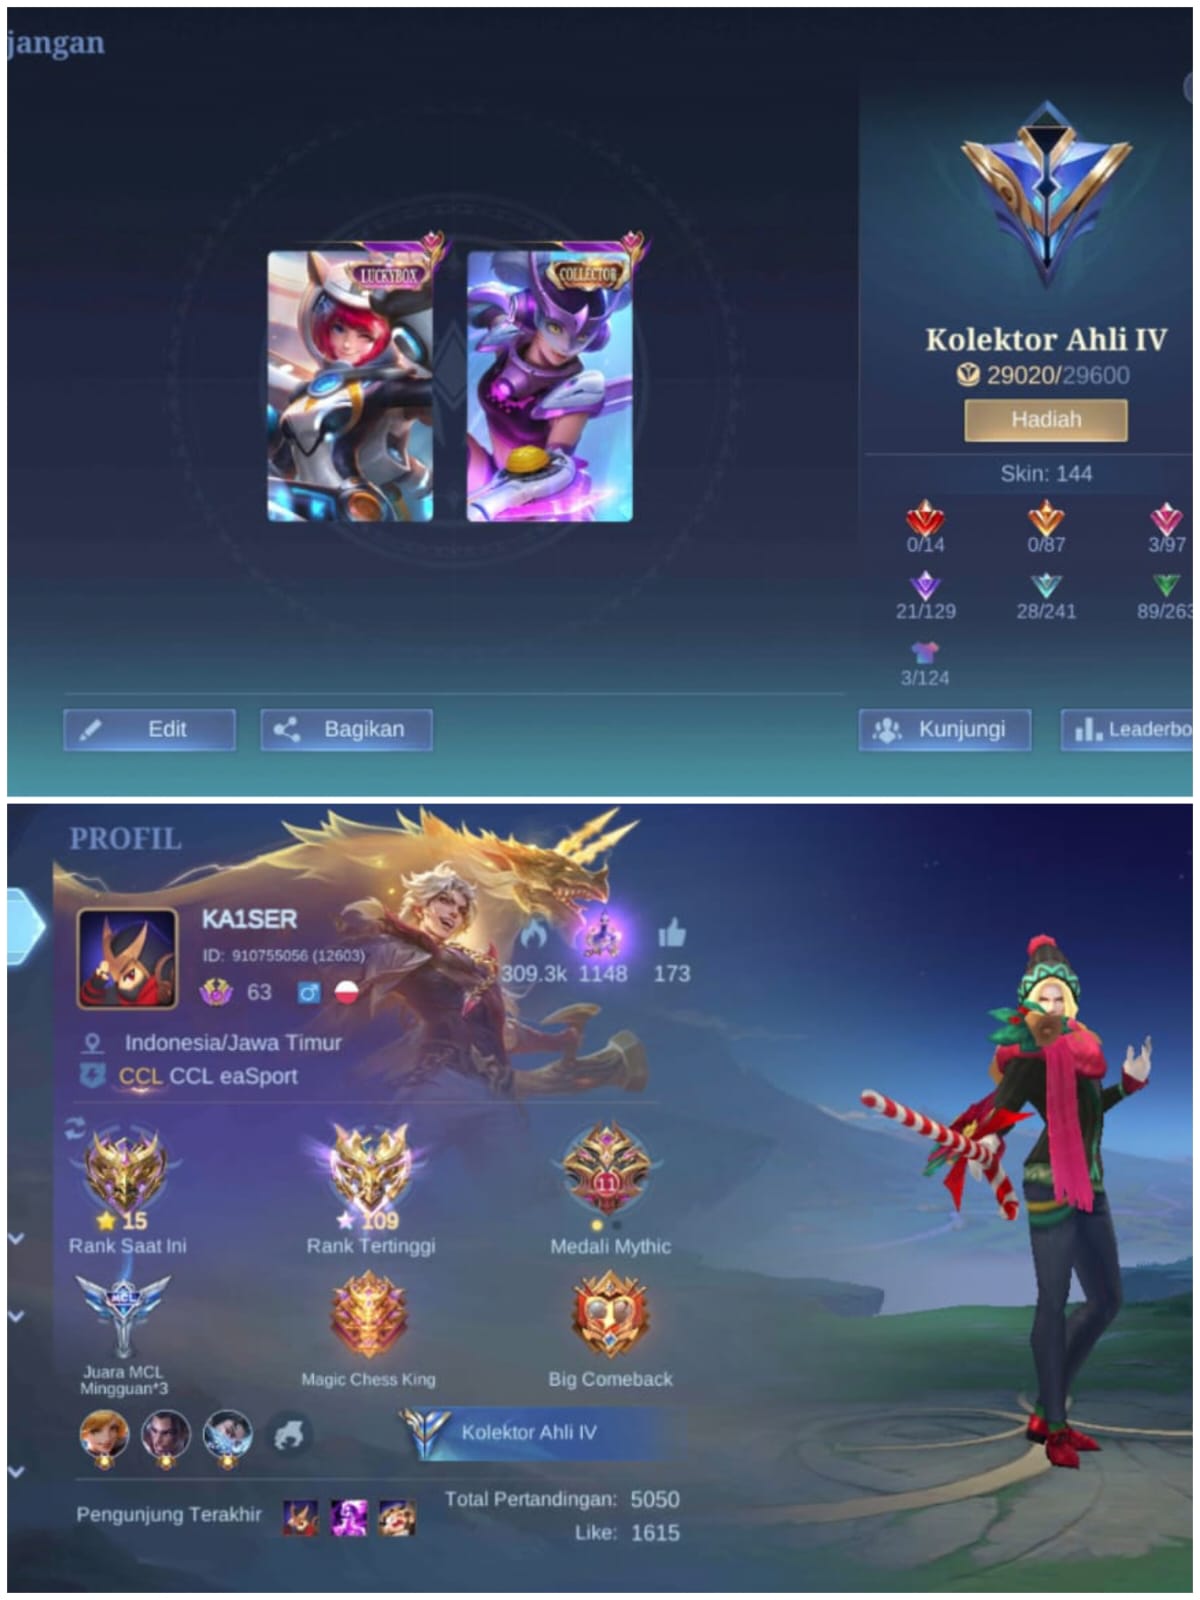 jangan
LUCKYBOX
COLLECTOR
Kolektor Ahli IV
29020/29600
Hadiah
Skin: 144
0/14
0/87
3/97
21/129
28/241
89/263
3/124
Edit
Bagikan
Kunjungi
Leaderbo
PROFIL
KA1SER
ID: 910755056 (12603)
63
309.3k
1148
173
Indonesia/Jawa Timur
CCL CCL eaSport
15
109
11
Rank Saat Ini
Rank Tertinggi
Medali Mythic
MCL
Juara MCL
Mingguan*3
Magic Chess King
Big Comeback
Kolektor Ahli IV
Pengunjung Terakhir
Total Pertandingan: 5050
Like: 1615